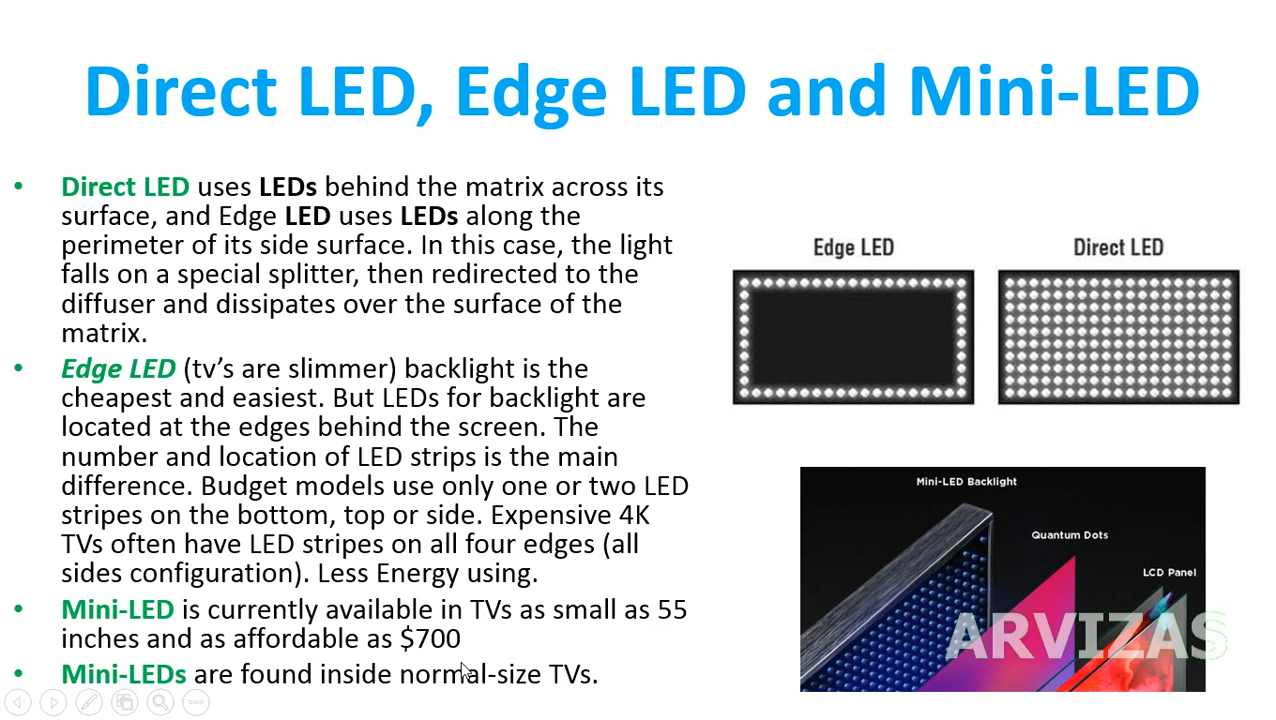 Direct LED, Edge LED and Mini-LED
• Direct LED uses LEDs behind the matrix across its
surface, and Edge LED uses LEDs along the
perimeter of its side surface. In this case, the light
falls on a special splitter, then redirected to the
diffuser and dissipates over the surface of the
matrix.
• Edge LED (tv’s are slimmer) backlight is the
cheapest and easiest. But LEDs for backlight are
located at the edges behind the screen. The
number and location of LED strips is the main
difference. Budget models use only one or two LED
stripes on the bottom, top or side. Expensive 4K
TVs often have LED stripes on all four edges (all
sides configuration). Less Energy using.
• Mini-LED is currently available in TVs as small as 55
inches and as affordable as $700
• Mini-LEDs are found inside normal-size TVs.
Edge LED
Direct LED
Mini-LED Backlight
Quantum Dots
LCD Panel
ARVIZAS